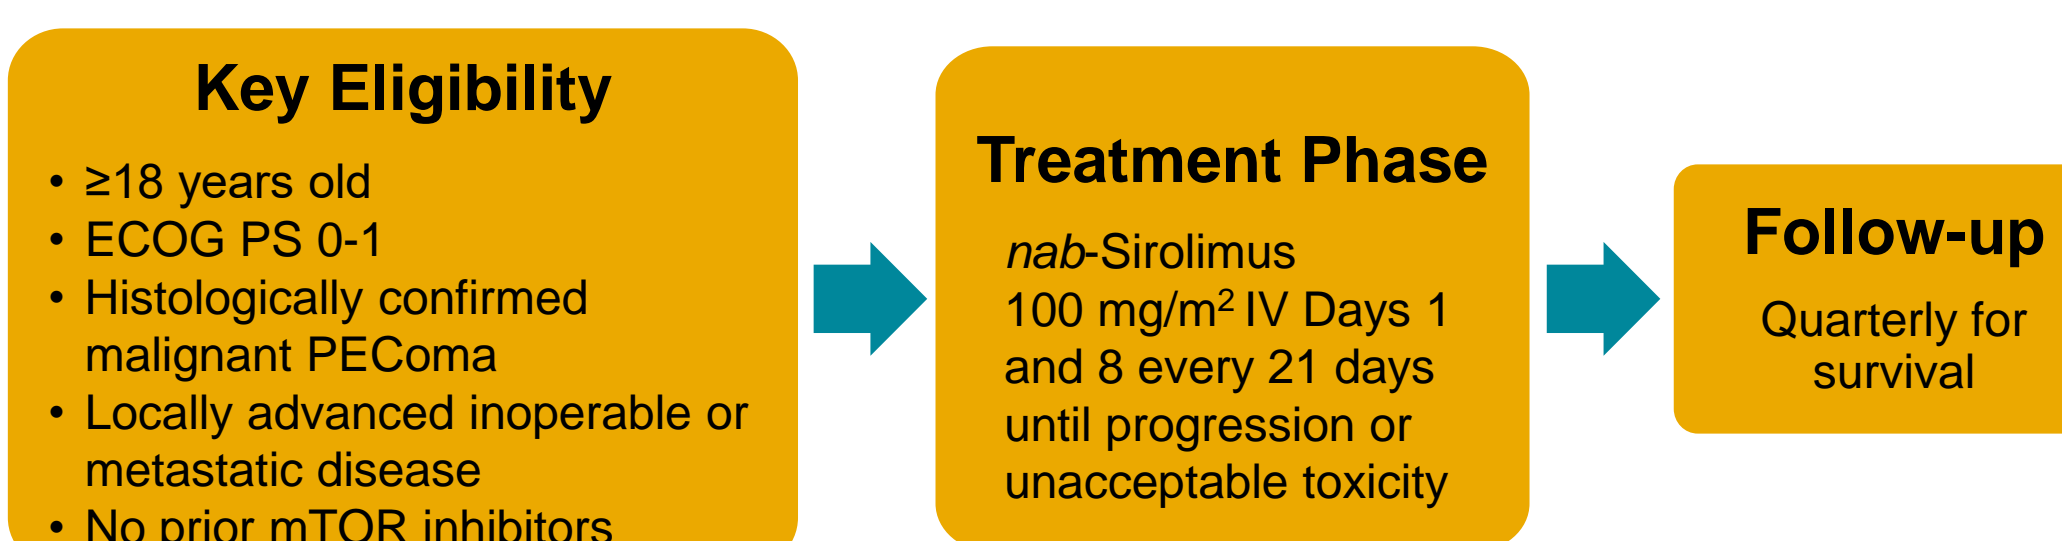 Key Eligibility
• ≥18 years old
• ECOG PS 0-1
• Histologically confirmed
malignant PEComa
• Locally advanced inoperable or
metastatic disease
• No prior mTOR inhibitors
Treatment Phase
nab-Sirolimus
100 mg/m² IV Days 1
and 8 every 21 days
until progression or
unacceptable toxicity
Follow-up
Quarterly for
survival